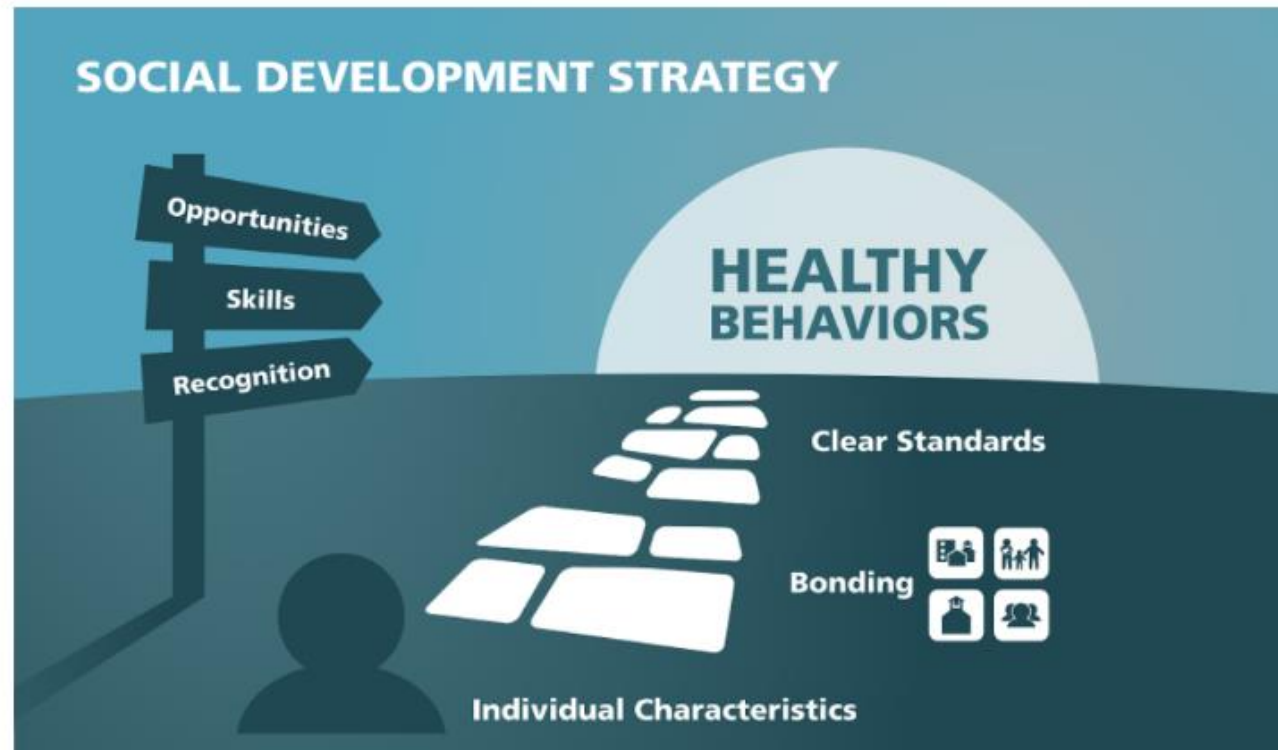 SOCIAL DEVELOPMENT STRATEGY
Opportunities
Skills
Recognition
HEALTHY
BEHAVIORS
Clear Standards
Bonding
Individual Characteristics